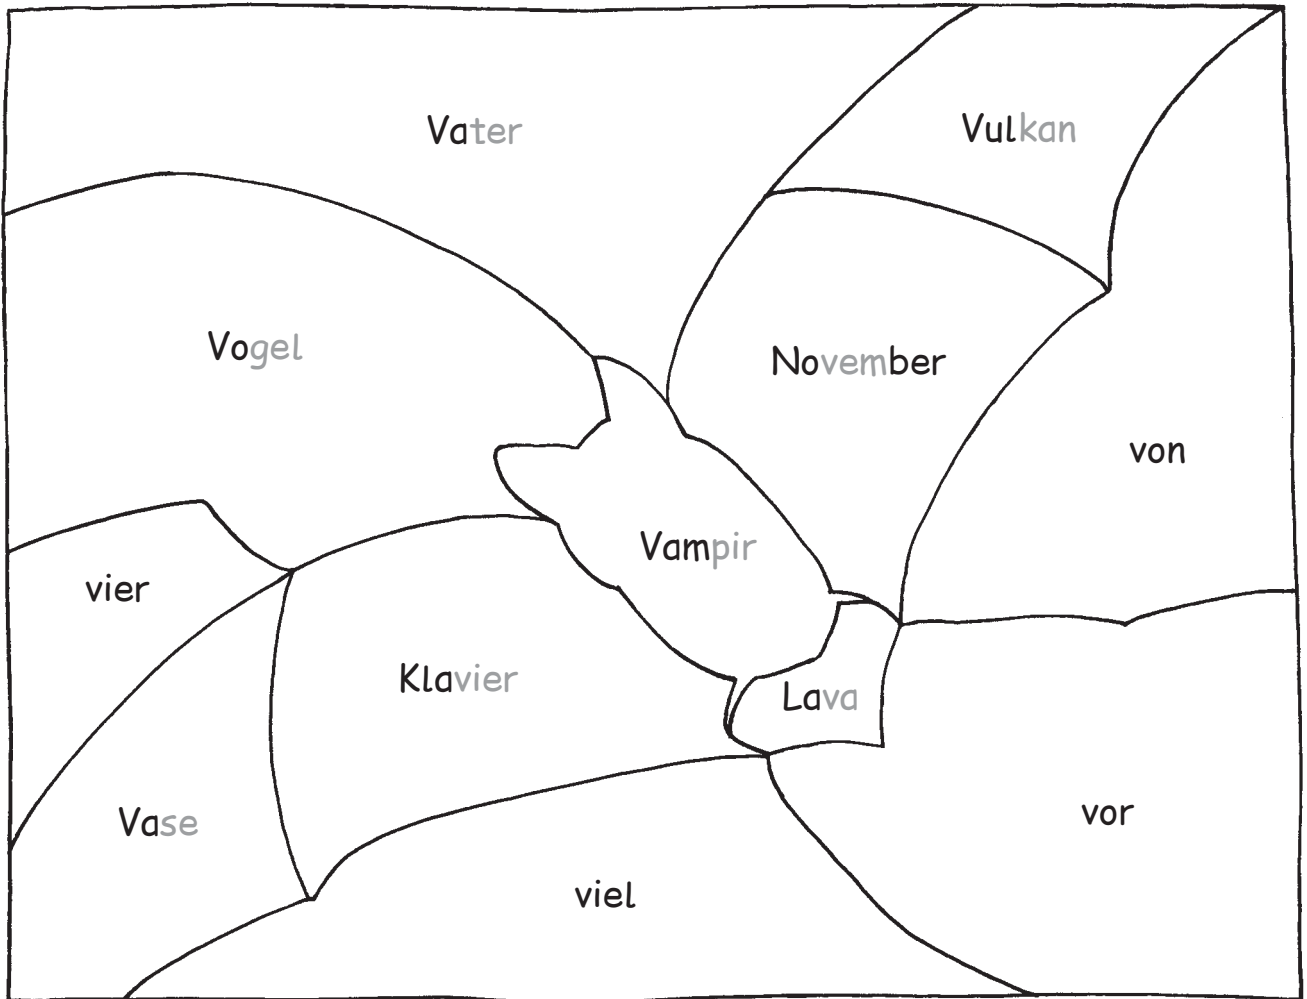 Vater
Vulkan
Vogel
November
von
Vampir
vier
Klavier
Lava
Vase
vor
viel